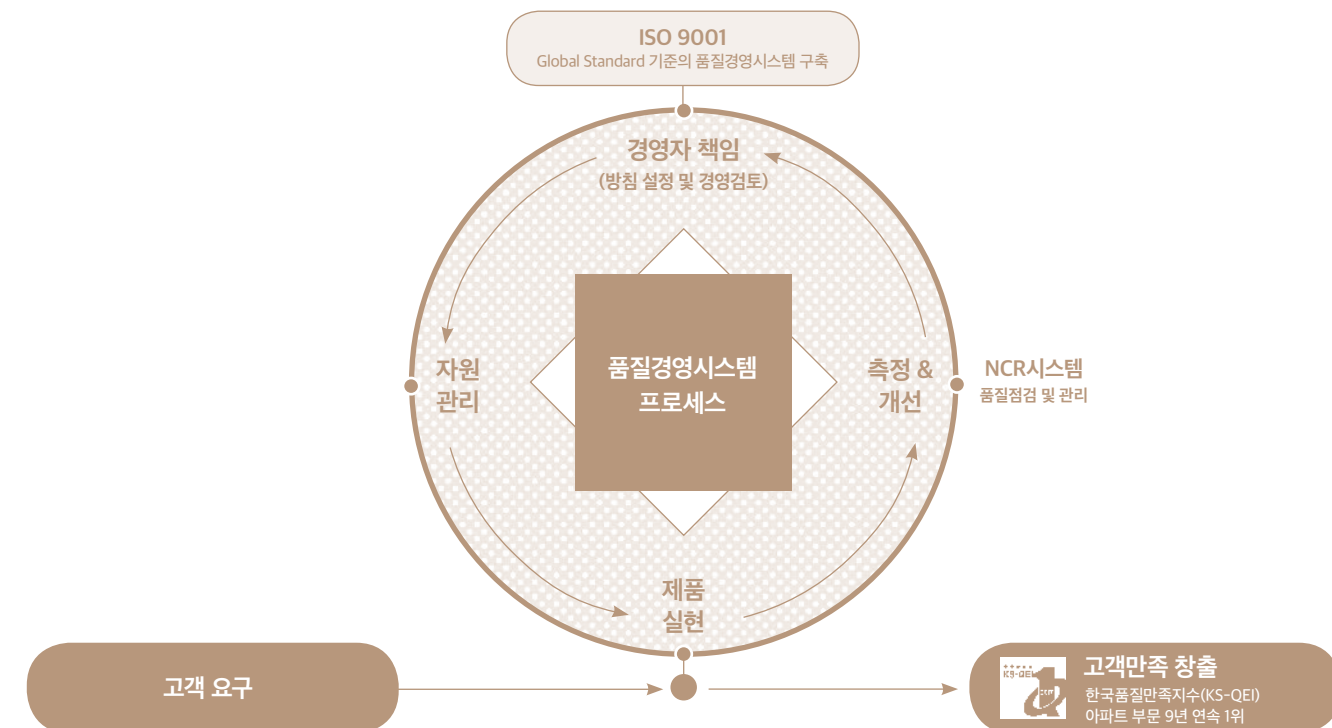 ISO 9001
Global Standard 기준의 품질경영시스템 구축
경영자 책임
(방침 설정 및 경영검토)
자원
관리
품질경영시스템
프로세스
측정 &
개선
NCR시스템
품질점검 및 관리
제품
실현
고객 요구
KS-QEI
고객만족 창출
한국품질만족지수(KS-QEI)
아파트 부문 9년 연속 1위